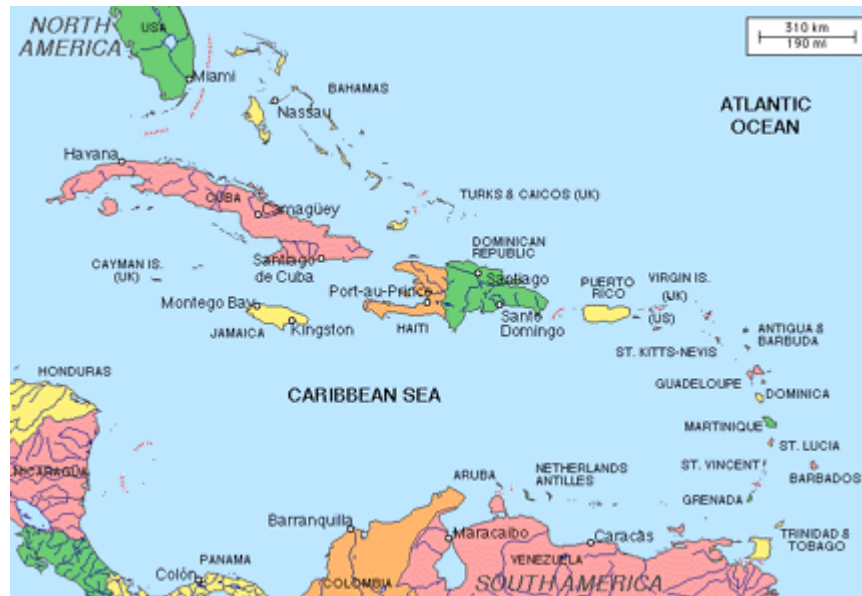 NORTH
AMERICA
USA
Miami
310 km
190 mi
BAHAMAS
Nassau
ATLANTIC
OCEAN
Havana
CUBA
Camagüey
TURKS & CAICOS (UK)
Santiago
de Cuba
CAYMAN IS.
(UK)
DOMINICAN
REPUBLIC
Santiago
Port-au-Prince
HAITI
Santo
Domingo
PUERTO
RICO
VIRGIN IS.
(UK)
(US)
Montego Bay
JAMAICA
Kingston
ST. KITTS-NEVIS
ANTIGUA &
BARBUDA
HONDURAS
CARIBBEAN SEA
GUADELOUPE
DOMINICA
MARTINIQUE
NICARAGUA
ST. LUCIA
ST. VINCENT
BARBADOS
ARUBA
NETHERLANDS
ANTILLES
GRENADA
Barranquilla
Maracaibo
Caracàs
TRINIDAD &
TOBAGO
PANAMA
Colón
COLOMBIA
VENEZUELA
SOUTH AMERICA